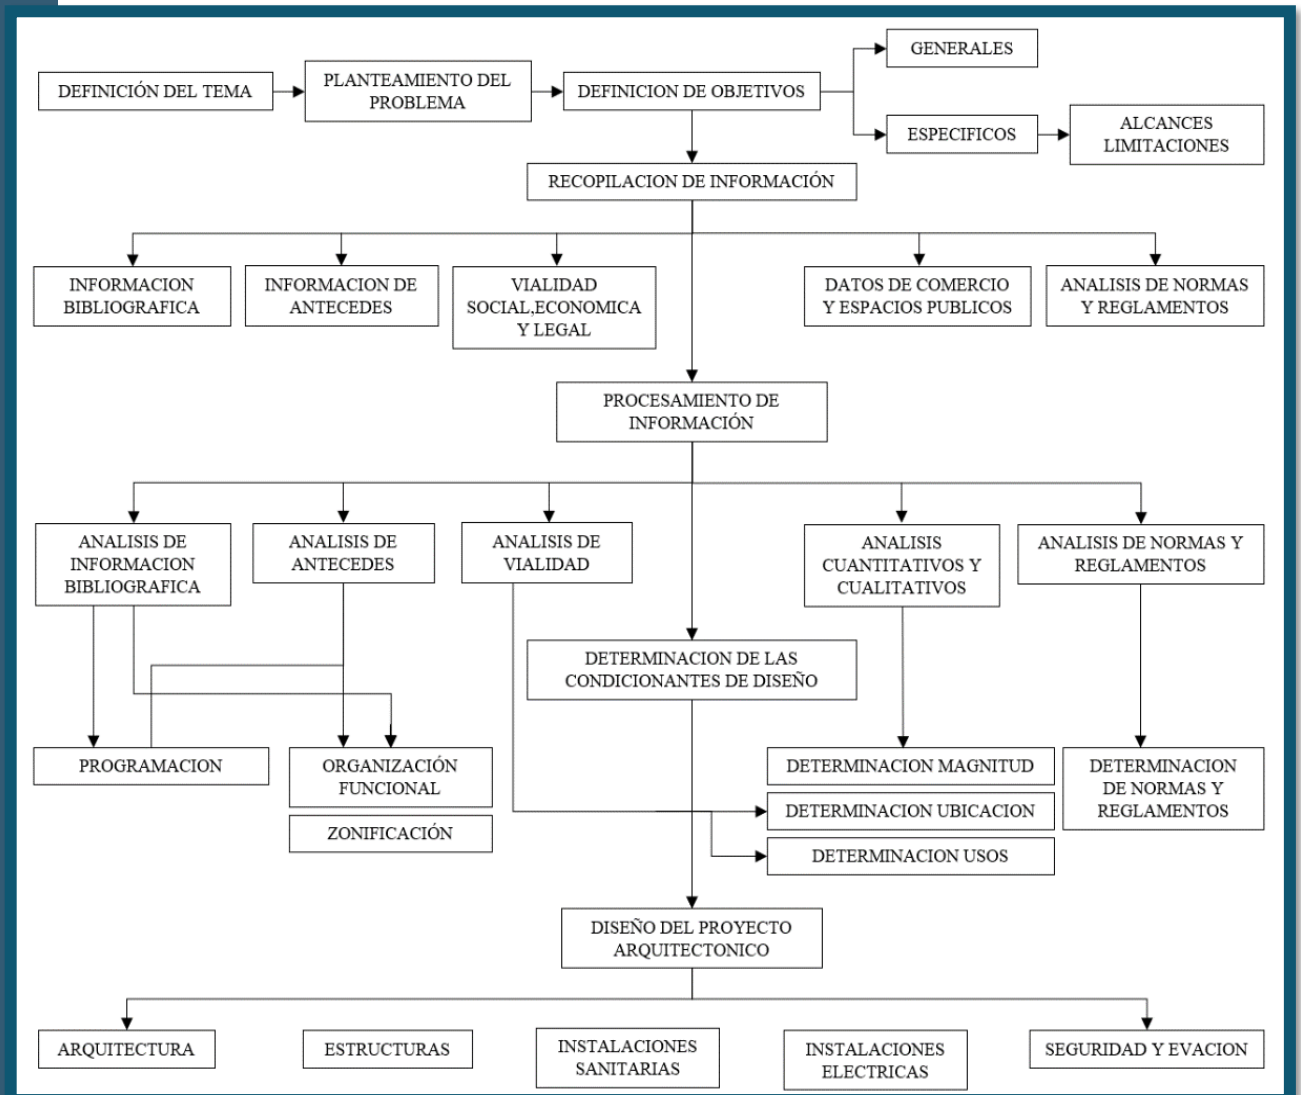 GENERALES
DEFINICIÓN DEL TEMA
PLANTEAMIENTO DEL
PROBLEMA
DEFINICION DE OBJETIVOS
ESPECIFICOS
ALCANCES
LIMITACIONES
RECOPILACION DE INFORMACIÓN
INFORMACION
BIBLIOGRAFICA
INFORMACION DE
ANTECEDES
VIALIDAD
SOCIAL,ECONOMICA
Y LEGAL
DATOS DE COMERCIO
Y ESPACIOS PUBLICOS
ANALISIS DE NORMAS
Y REGLAMENTOS
PROCESAMIENTO DE
INFORMACIÓN
ANALISIS DE
INFORMACION
BIBLIOGRAFICA
ANALISIS DE
ANTECEDES
ANALISIS DE
VIALIDAD
ANALISIS
CUANTITATIVOS Y
CUALITATIVOS
ANALISIS DE NORMAS Y
REGLAMENTOS
DETERMINACION DE LAS
CONDICIONANTES DE DISEÑO
PROGRAMACION
ORGANIZACIÓN
FUNCIONAL
ZONIFICACIÓN
DETERMINACION MAGNITUD
DETERMINACION UBICACION
DETERMINACION USOS
DETERMINACION
DE NORMAS Y
REGLAMENTOS
DISEÑO DEL PROYECTO
ARQUITECTONICO
ARQUITECTURA
ESTRUCTURAS
INSTALACIONES
SANITARIAS
INSTALACIONES
ELECTRICAS
SEGURIDAD Y EVACION